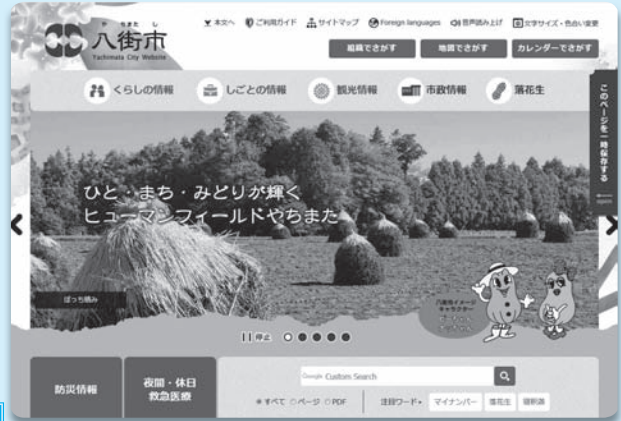 や ちまた し
八街市
Yachimata City Website
本文へ
ご利用ガイド
サイトマップ
Foreign languages
音声読み上げ
文字サイズ・色合い変更
組織でさがす
地図でさがす
カレンダーでさがす
くらしの情報
しごとの情報
観光情報
市政情報
落花生
このページを一時保存する
ひと・まち・みどりが輝く
ヒューマンフィールドやちまた
ぼっち積み
八街市イメージ
キャラクター
停止
防災情報
夜間・休日
救急医療
Google Custom Search
すべて ページ PDF
注目ワード
マイナンバー
落花生